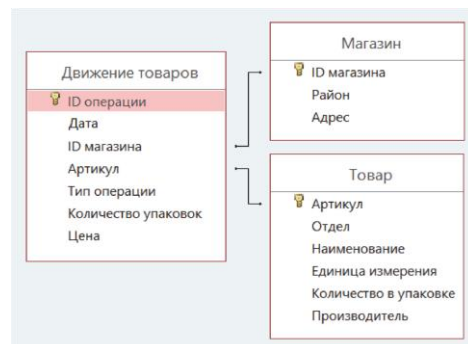 Движение товаров
ID операции
Дата
ID магазина
Артикул
Тип операции
Количество упаковок
Цена
Магазин
ID магазина
Район
Адрес
Товар
Артикул
Отдел
Наименование
Единица измерения
Количество в упаковке
Производитель